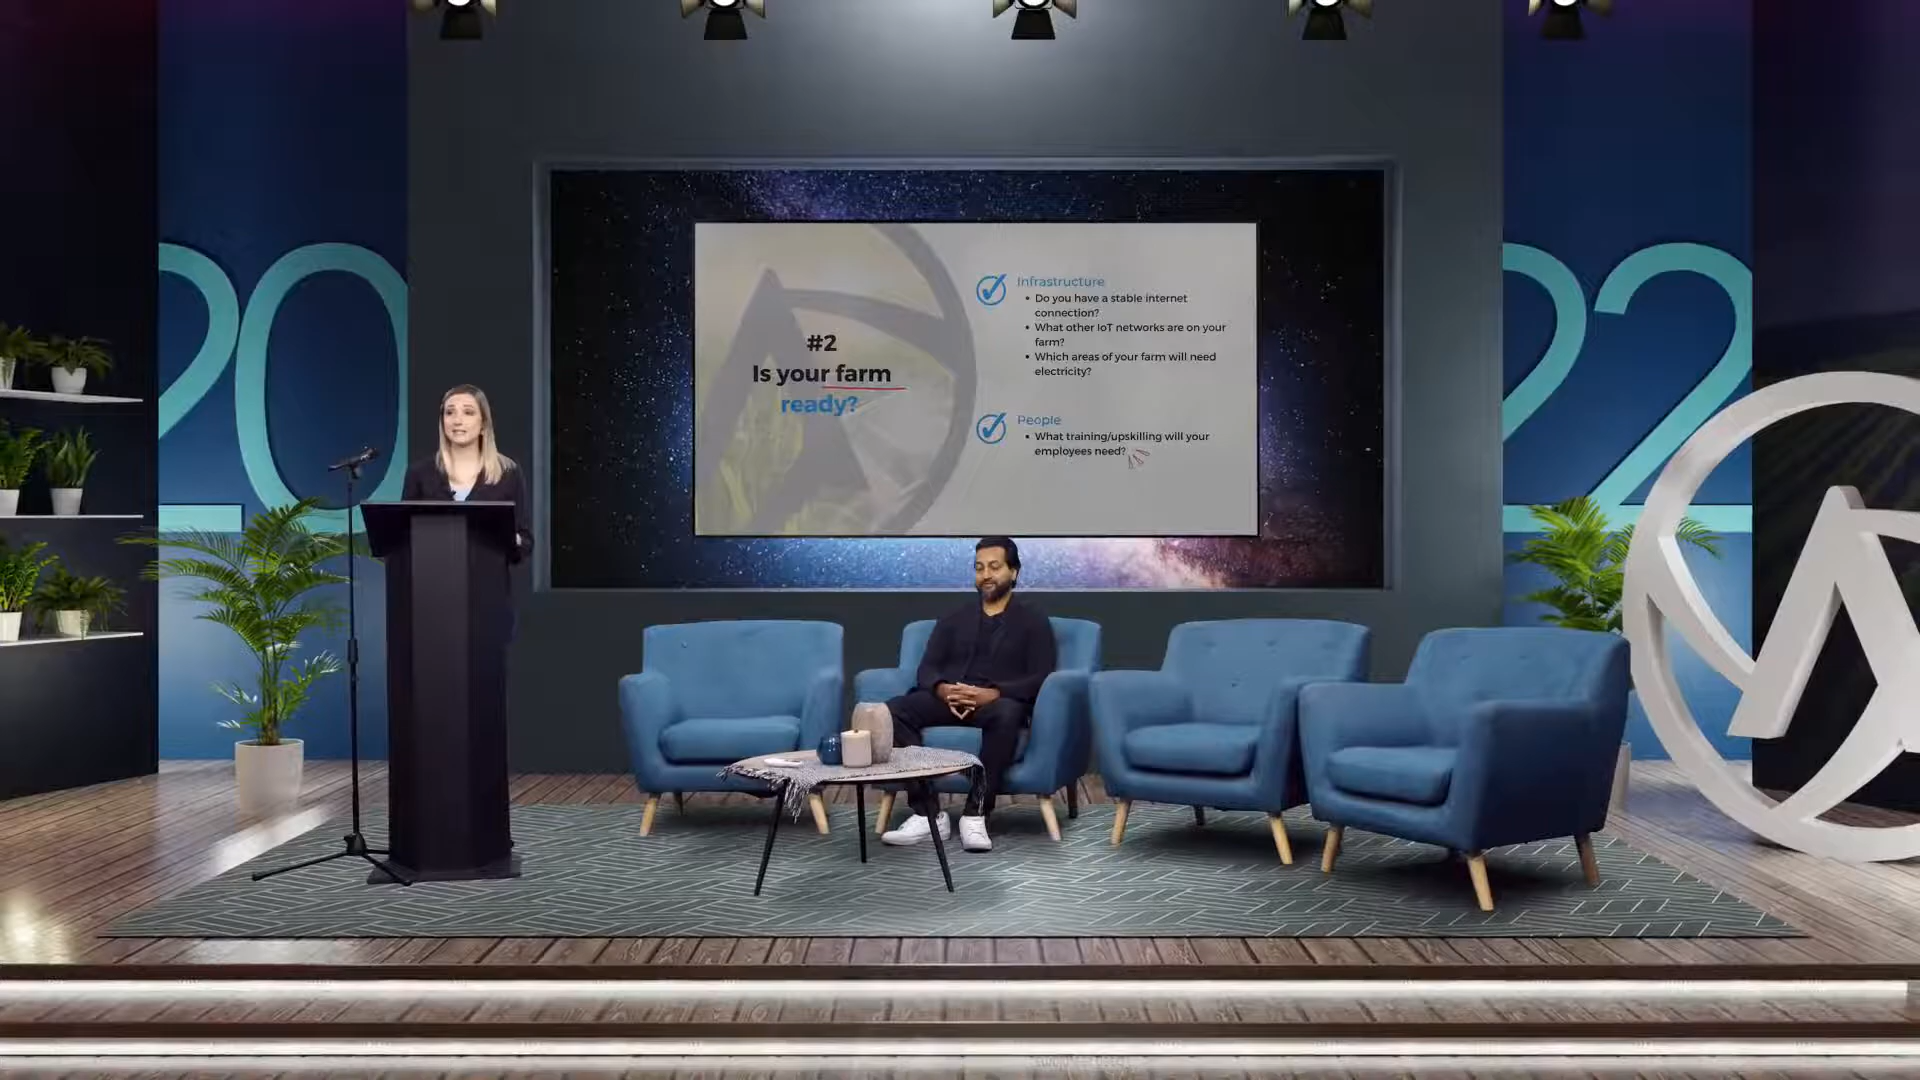 20
22
#2
Is your farm
ready?
Infrastructure
• Do you have a stable internet
connection?
• What other IoT networks are on your
farm?
• Which areas of your farm will need
electricity?
People
• What training/upskilling will your
employees need?